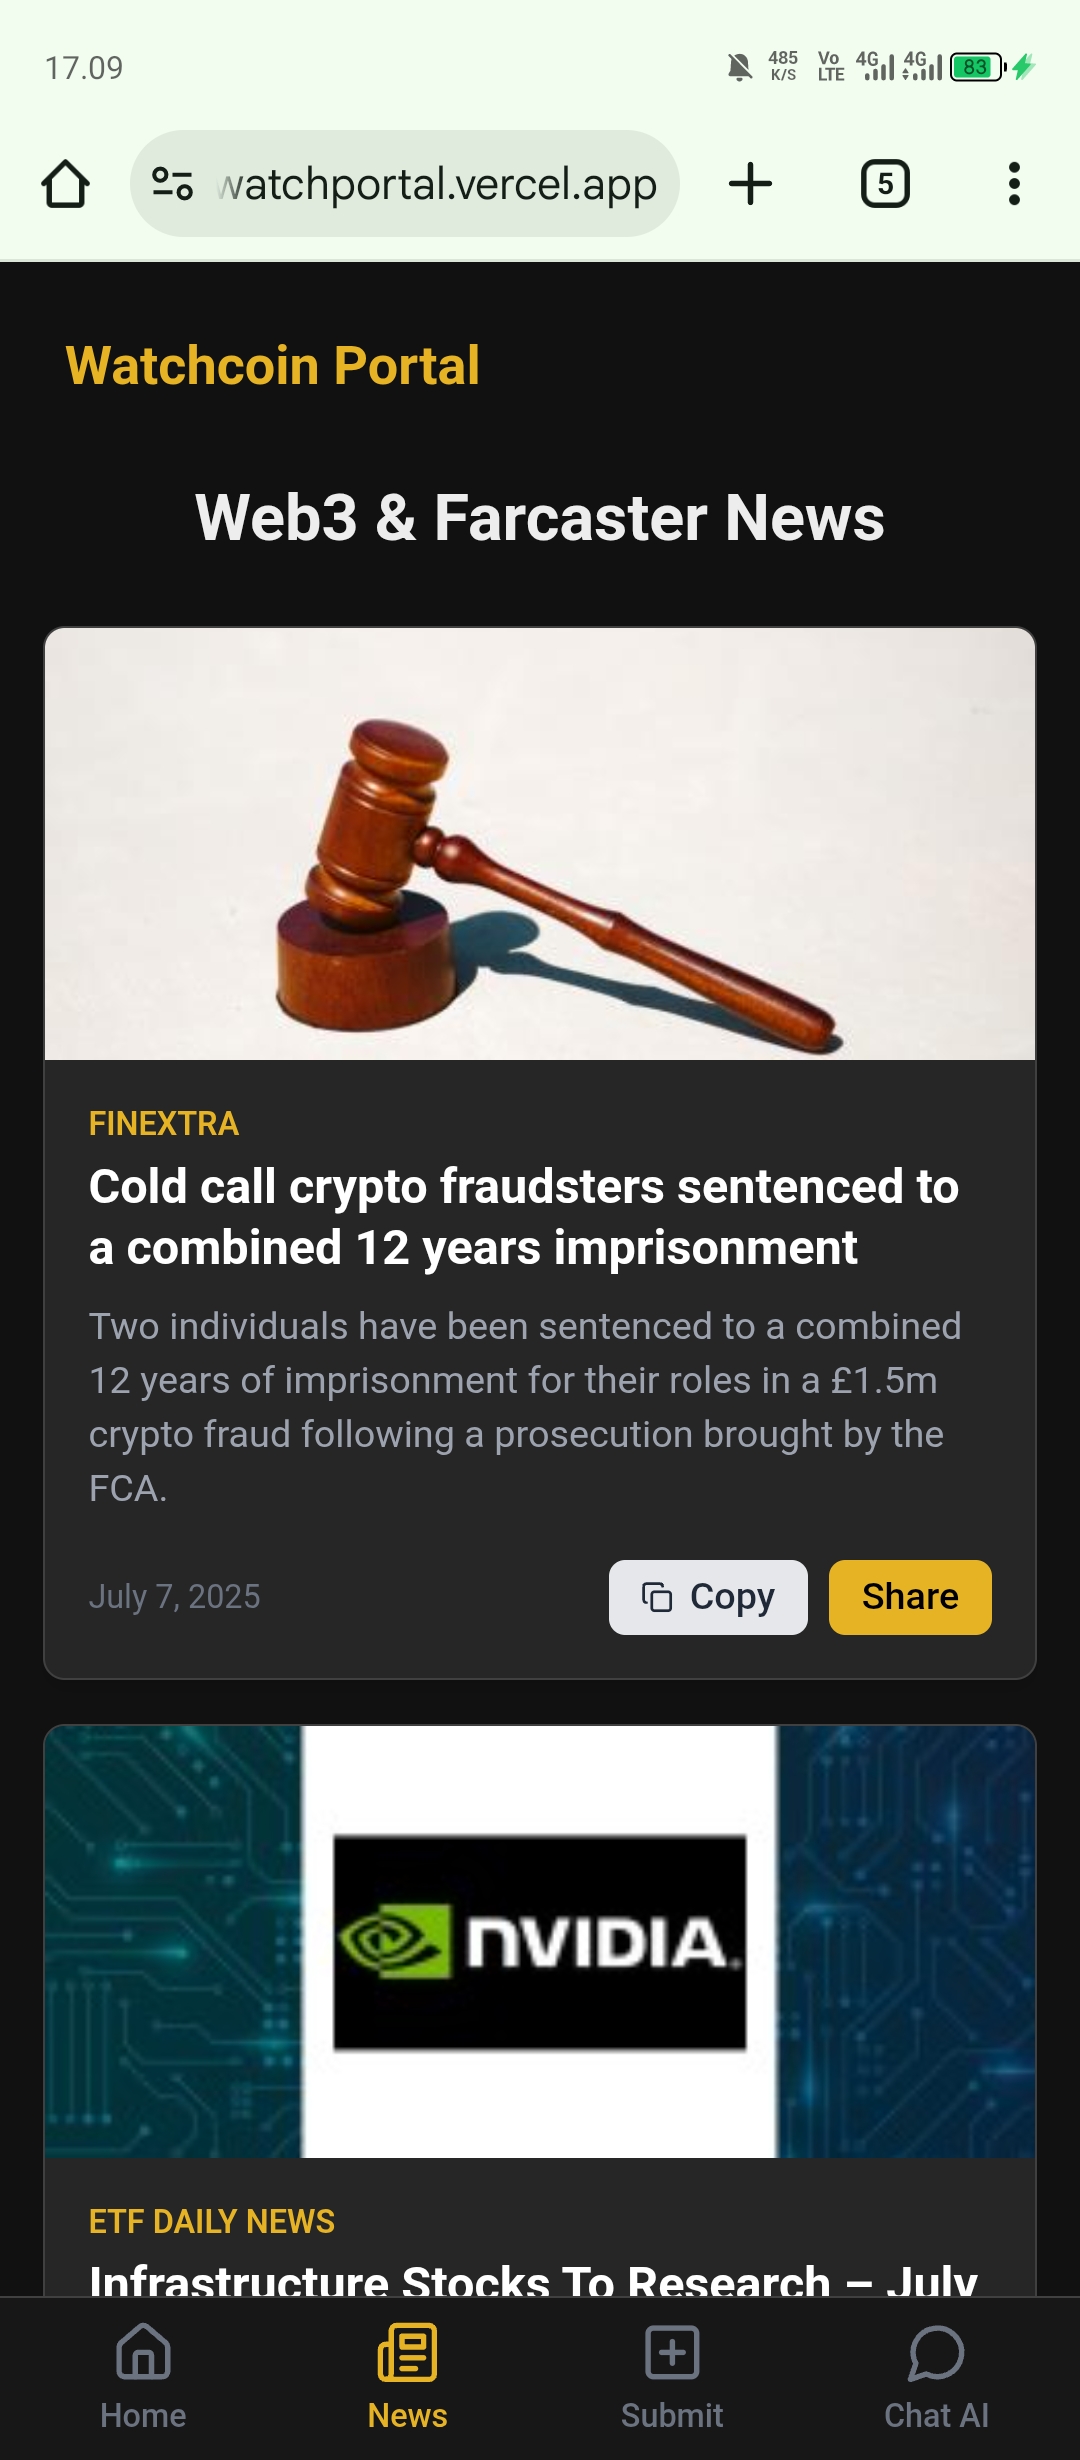 17.09
485
K/S
Vo
LTE
4G
4G
83
watchportal.vercel.app
5
Watchcoin Portal
Web3 & Farcaster News
FINEXTRA
Cold call crypto fraudsters sentenced to
a combined 12 years imprisonment
Two individuals have been sentenced to a combined
12 years of imprisonment for their roles in a £1.5m
crypto fraud following a prosecution brought by the
FCA.
July 7, 2025
Copy
Share
nVIDIA.
ETF DAILY NEWS
Infrastructure Stocks To Research – July
Home
News
Submit
Chat AI